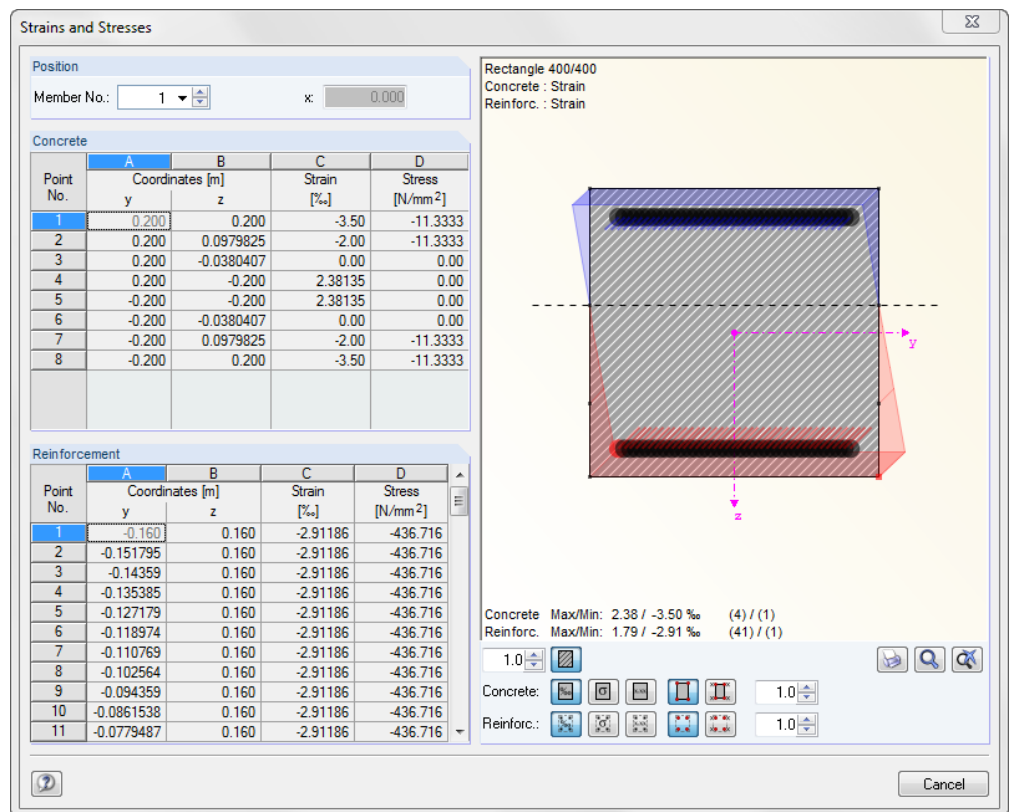 Strains and Stresses
Position
Member No.: 1 x: 0.000
Concrete
A B C D
Point Coordinates [m] Strain Stress
No. y z [‰] [N/mm2]
1 0.200 0.200 -3.50 -11.3333
2 0.200 0.0979825 -2.00 -11.3333
3 0.200 -0.0380407 0.00 0.00
4 0.200 -0.200 2.38135 0.00
5 -0.200 -0.200 2.38135 0.00
6 -0.200 -0.0380407 0.00 0.00
7 -0.200 0.0979825 -2.00 -11.3333
8 -0.200 0.200 -3.50 -11.3333
Reinforcement
A B C D
Point Coordinates [m] Strain Stress
No. y z [‰] [N/mm2]
1 -0.160 0.160 -2.91186 -436.716
2 -0.151795 0.160 -2.91186 -436.716
3 -0.14359 0.160 -2.91186 -436.716
4 -0.135385 0.160 -2.91186 -436.716
5 -0.127179 0.160 -2.91186 -436.716
6 -0.118974 0.160 -2.91186 -436.716
7 -0.110769 0.160 -2.91186 -436.716
8 -0.102564 0.160 -2.91186 -436.716
9 -0.094359 0.160 -2.91186 -436.716
10 -0.0861538 0.160 -2.91186 -436.716
11 -0.0779487 0.160 -2.91186 -436.716
Rectangle 400/400
Concrete : Strain
Reinforc. : Strain
y
z
Concrete Max/Min: 2.38 / -3.50 ‰ (4) / (1)
Reinforc. Max/Min: 1.79 / -2.91 ‰ (41) / (1)
1.0
Concrete: ‰ σ 1.0
Reinforc.: ‰ σ 1.0
Cancel